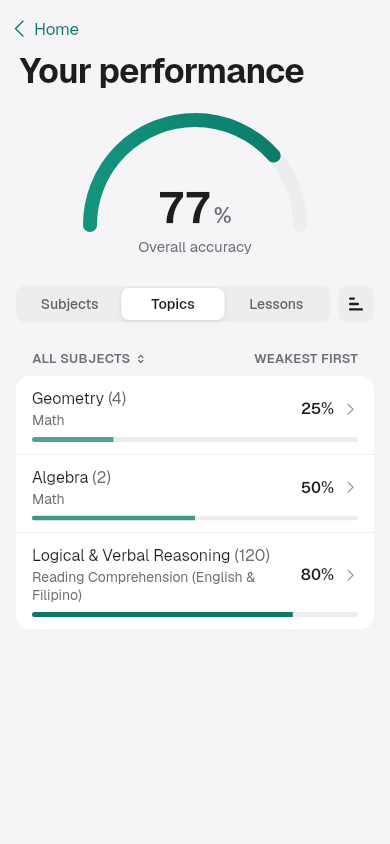 Home
Your performance
77%
Overall accuracy
Subjects Topics Lessons
ALL SUBJECTS WEAKEST FIRST
Geometry (4)
Math
25%
Algebra (2)
Math
50%
Logical & Verbal Reasoning (120)
Reading Comprehension (English &
Filipino)
80%